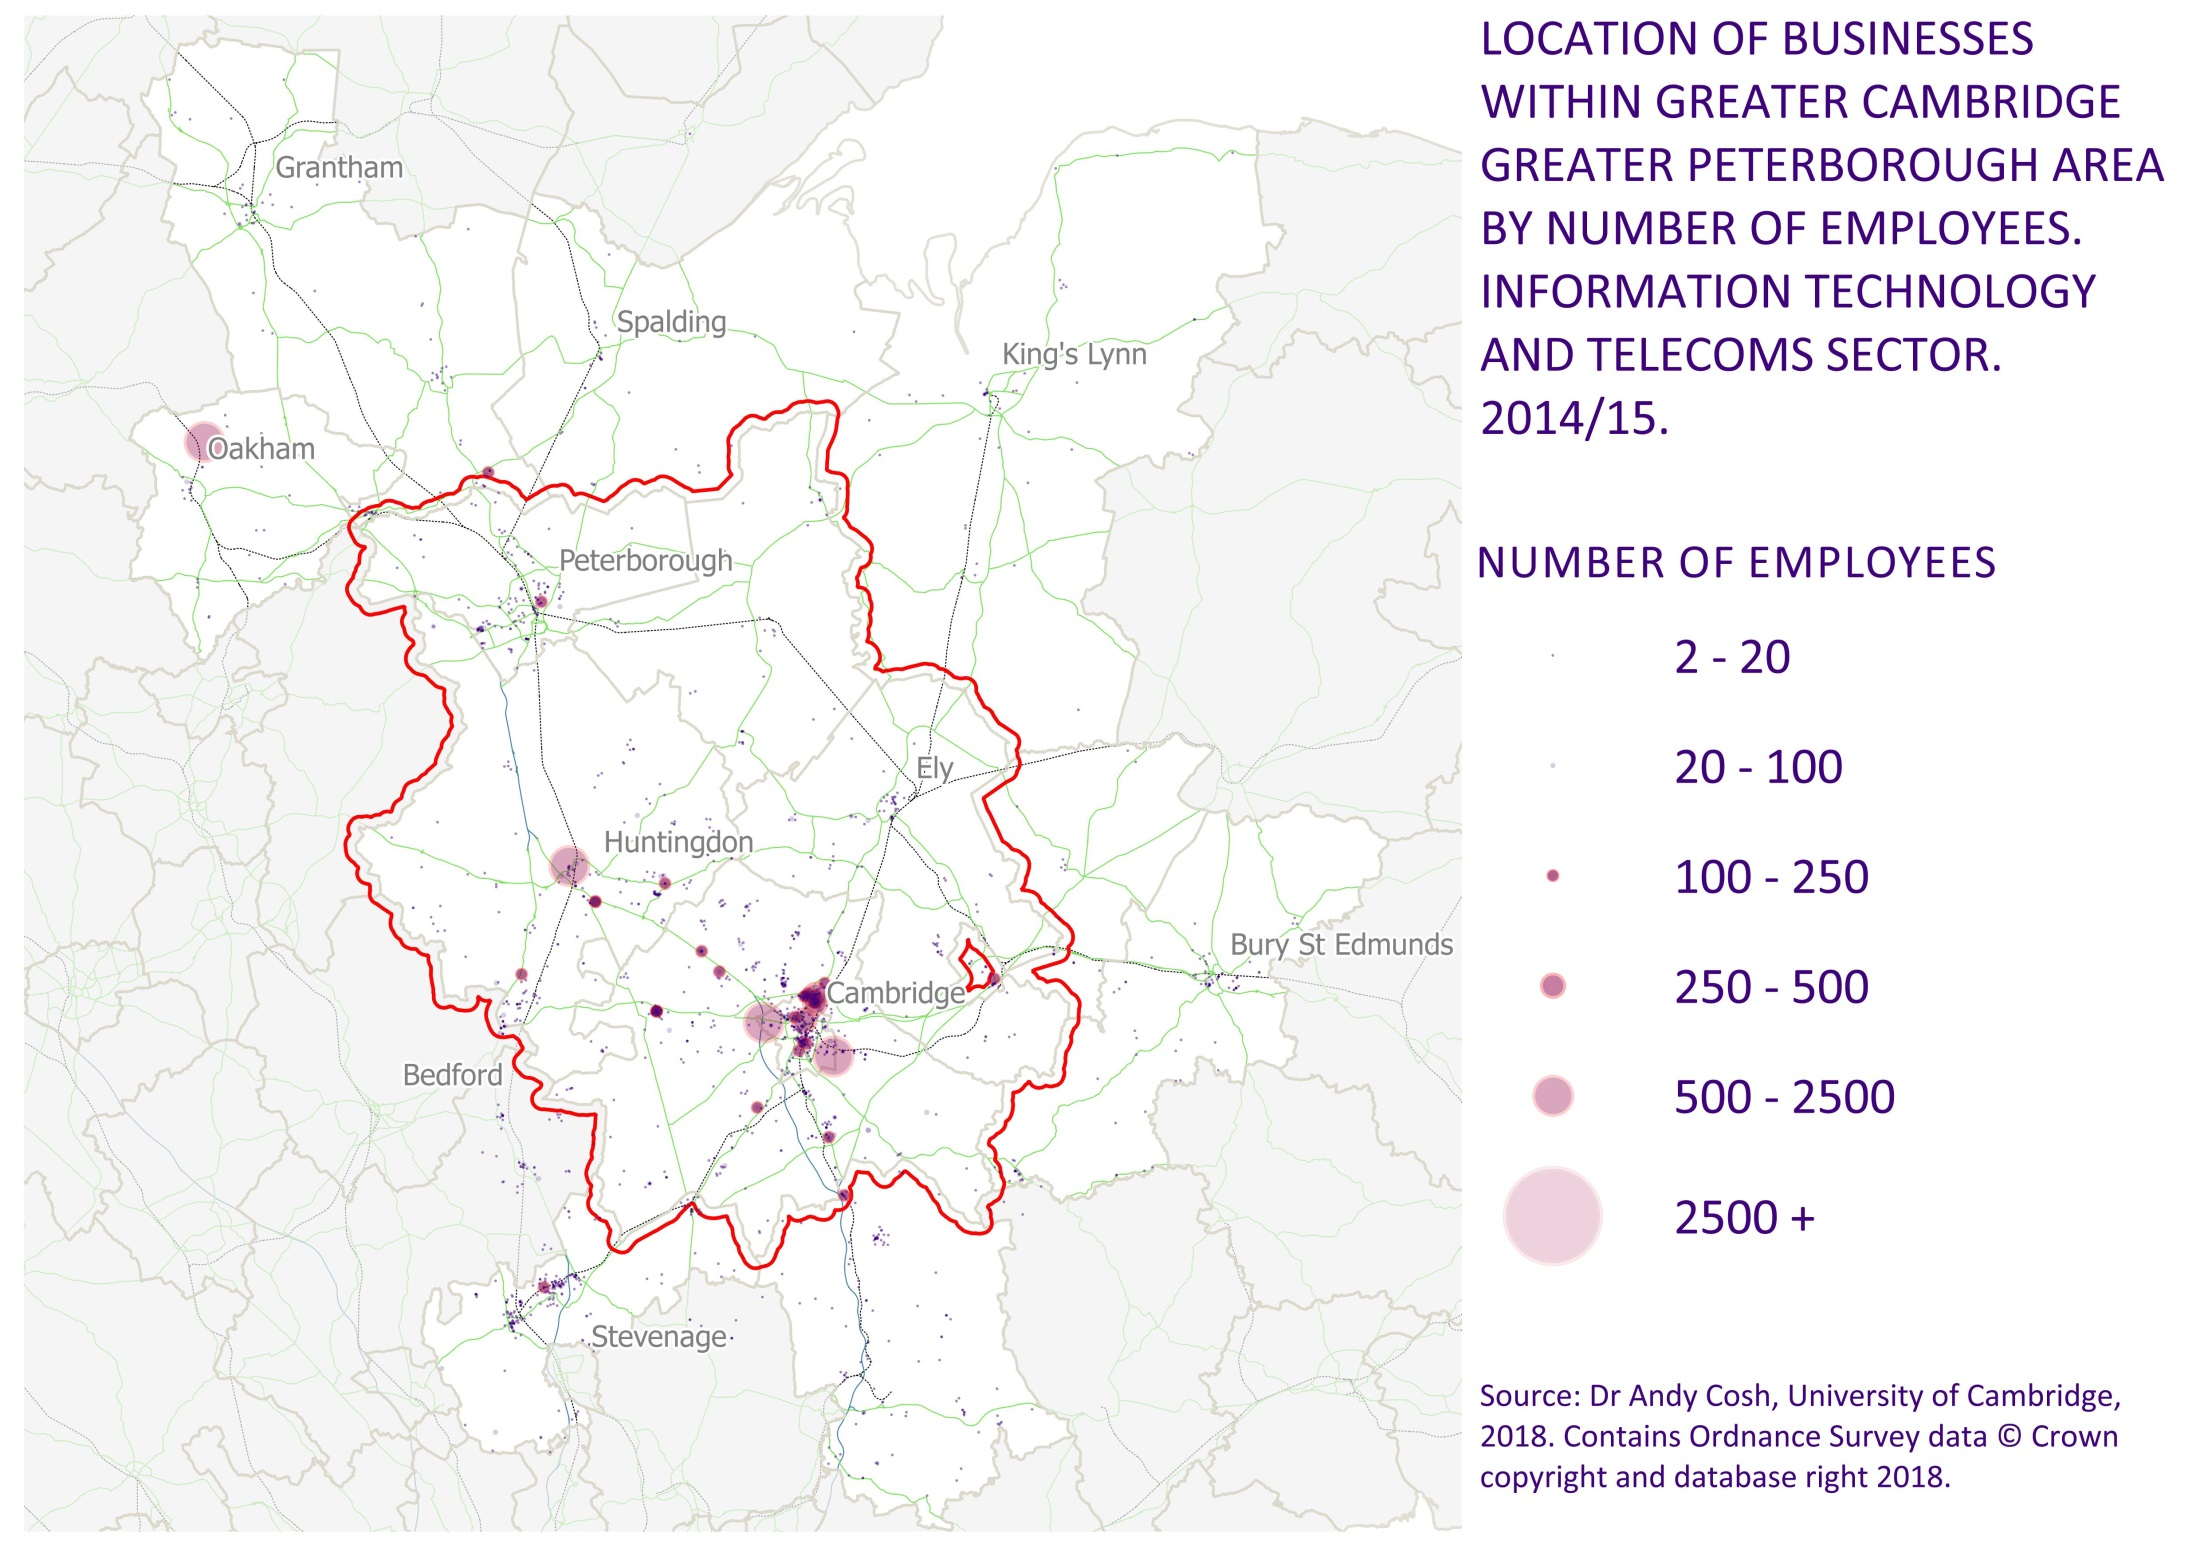 LOCATION OF BUSINESSES
WITHIN GREATER CAMBRIDGE
GREATER PETERBOROUGH AREA
BY NUMBER OF EMPLOYEES.
INFORMATION TECHNOLOGY
AND TELECOMS SECTOR.
2014/15.
Grantham
Spalding
King's Lynn
Oakham
Peterborough
Ely
Huntingdon
Bury St Edmunds
Cambridge
Bedford
Stevenage
NUMBER OF EMPLOYEES
2 - 20
20 - 100
100 - 250
250 - 500
500 - 2500
2500 +
Source: Dr Andy Cosh, University of Cambridge,
2018. Contains Ordnance Survey data © Crown
copyright and database right 2018.